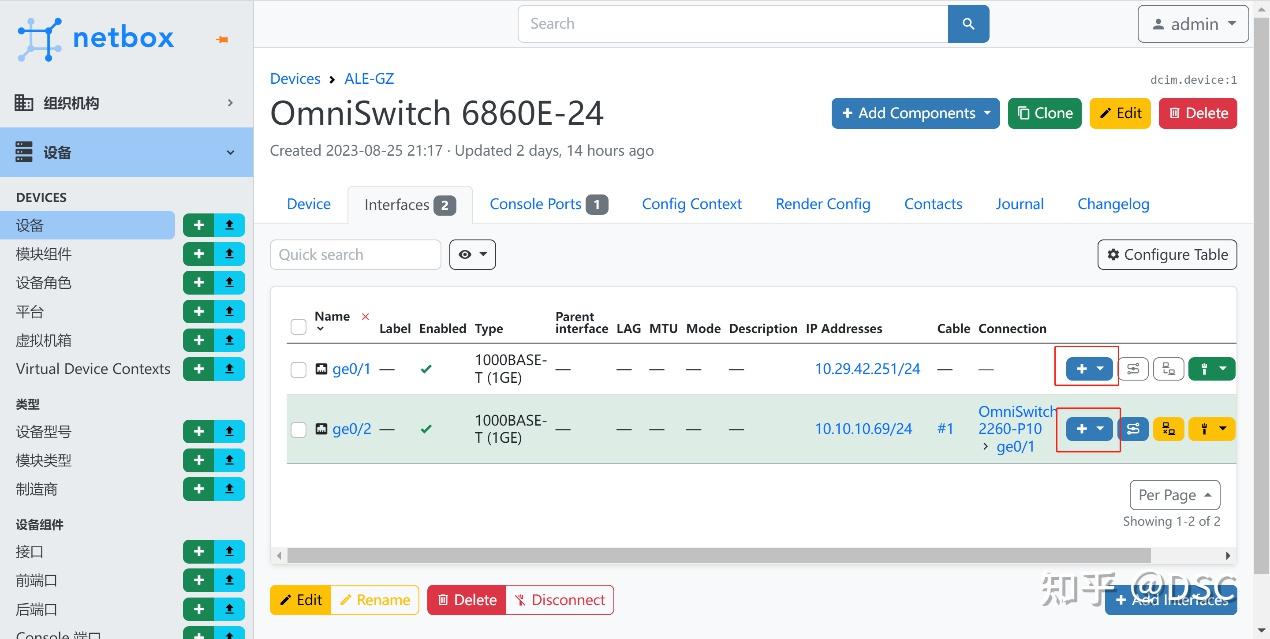 netbox
Search
admin
组织机构
设备
DEVICES
设备
模块组件
设备角色
平台
虚拟机箱
Virtual Device Contexts
类型
设备型号
模块类型
制造商
设备组件
接口
前端口
后端口
Console 端口
Devices › ALE-GZ
dcim.device:1
OmniSwitch 6860E-24
Add Components
Clone
Edit
Delete
Created 2023-08-25 21:17 · Updated 2 days, 14 hours ago
Device Interfaces 2 Console Ports 1 Config Context Render Config Contacts Journal Changelog
Quick search
Configure Table
Name Label Enabled Type Parent interface LAG MTU Mode Description IP Addresses Cable Connection
ge0/1 — 1000BASE-
T (1GE) — — — — — 10.29.42.251/24 — —
ge0/2 — 1000BASE-
T (1GE) — — — — — 10.10.10.69/24 #1 OmniSwitch
2260-P10
› ge0/1
Per Page
Showing 1-2 of 2
Edit Rename Delete Disconnect
Add Interfaces
知乎 @DSC